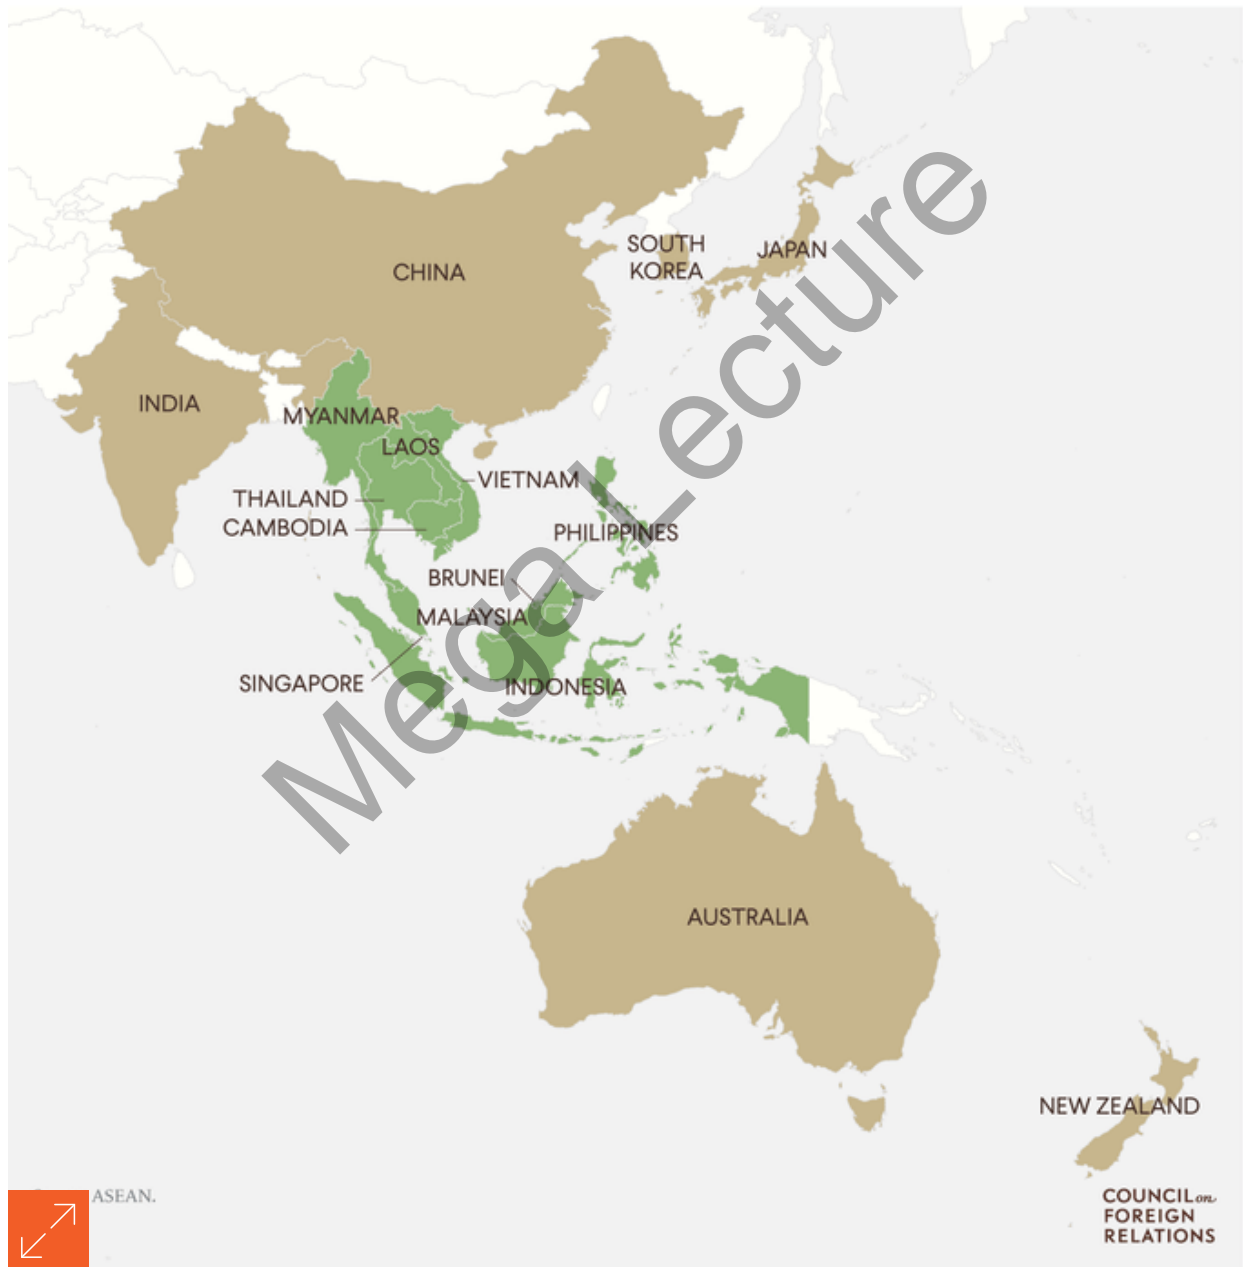 SOUTH
KOREA
JAPAN
CHINA
INDIA
MYANMAR
LAOS
VIETNAM
THAILAND
CAMBODIA
PHILIPPINES
BRUNEI
MALAYSIA
SINGAPORE
INDONESIA
Mega Lecture
AUSTRALIA
NEW ZEALAND
ASEAN.
COUNCIL on
FOREIGN
RELATIONS